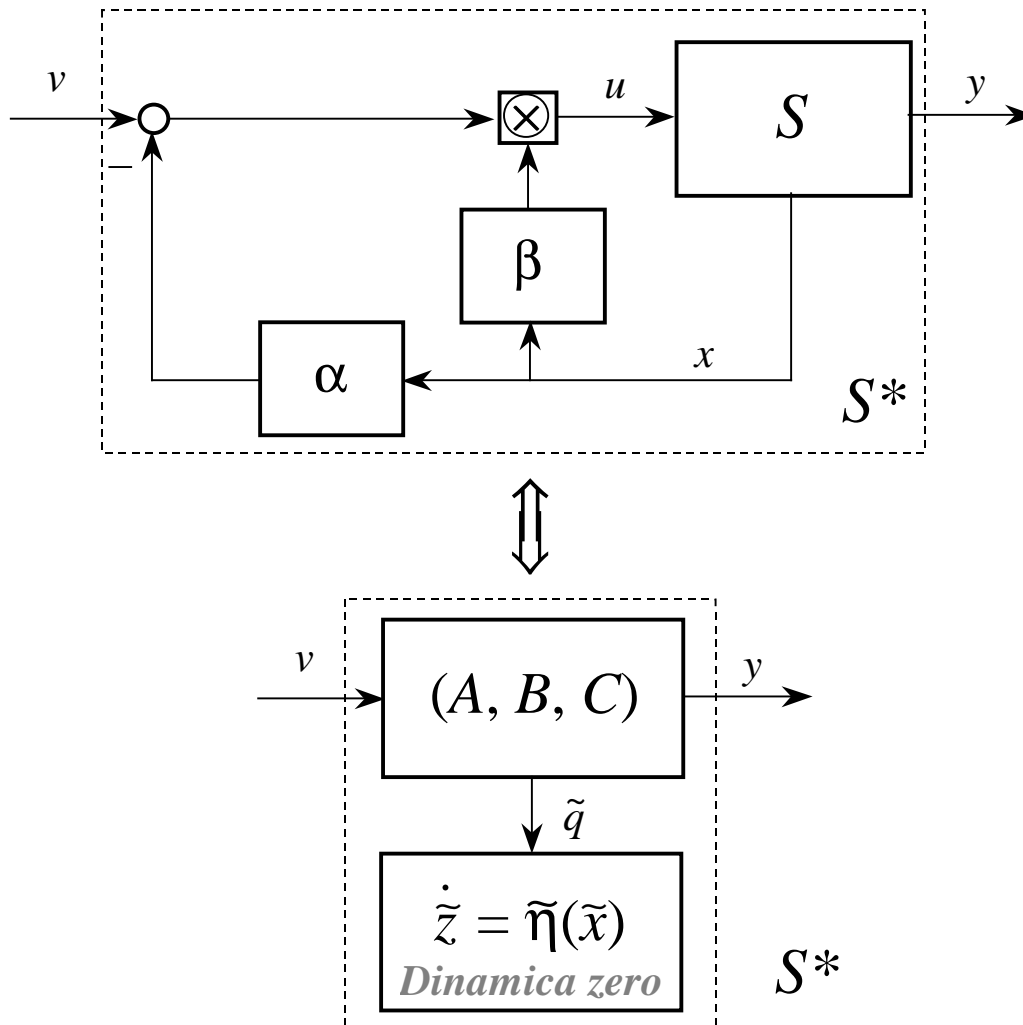 v
u
S
y
–
β
α
x
S*
v
(A, B, C)
y
q̃
ż̃ = η̃(x̃)
Dinamica zero
S*